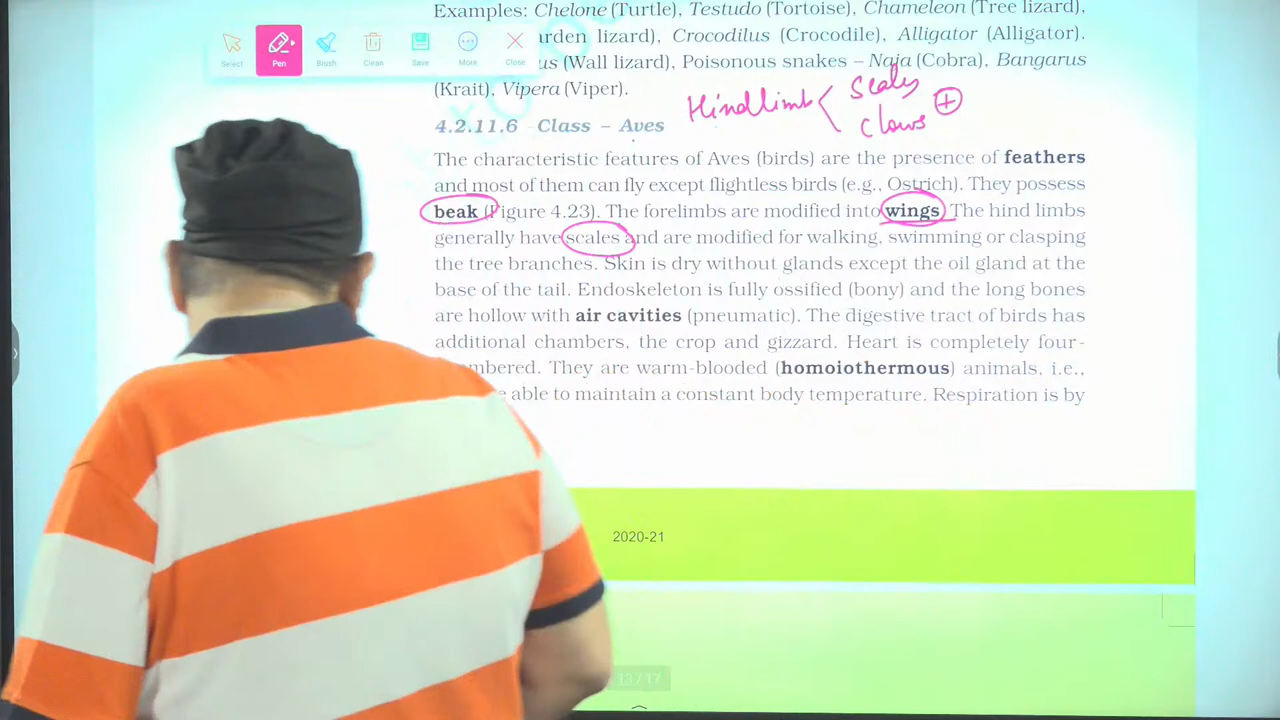 Examples: Chelone (Turtle), Testudo (Tortoise), Chameleon (Tree lizard),
arden lizard), Crocodilus (Crocodile), Alligator (Alligator).
us (Wall lizard), Poisonous snakes – Naja (Cobra), Bangarus
(Krait), Vipera (Viper).
Select Pen Brush Clean Save More Close
Hindlimb < Scales
Claws +
4.2.11.6 Class – Aves
The characteristic features of Aves (birds) are the presence of feathers
and most of them can fly except flightless birds (e.g., Ostrich). They possess
beak (Figure 4.23). The forelimbs are modified into wings. The hind limbs
generally have scales and are modified for walking, swimming or clasping
the tree branches. Skin is dry without glands except the oil gland at the
base of the tail. Endoskeleton is fully ossified (bony) and the long bones
are hollow with air cavities (pneumatic). The digestive tract of birds has
additional chambers, the crop and gizzard. Heart is completely four-
mbered. They are warm-blooded (homoiothermous) animals, i.e.,
able to maintain a constant body temperature. Respiration is by
2020-21
13 / 17